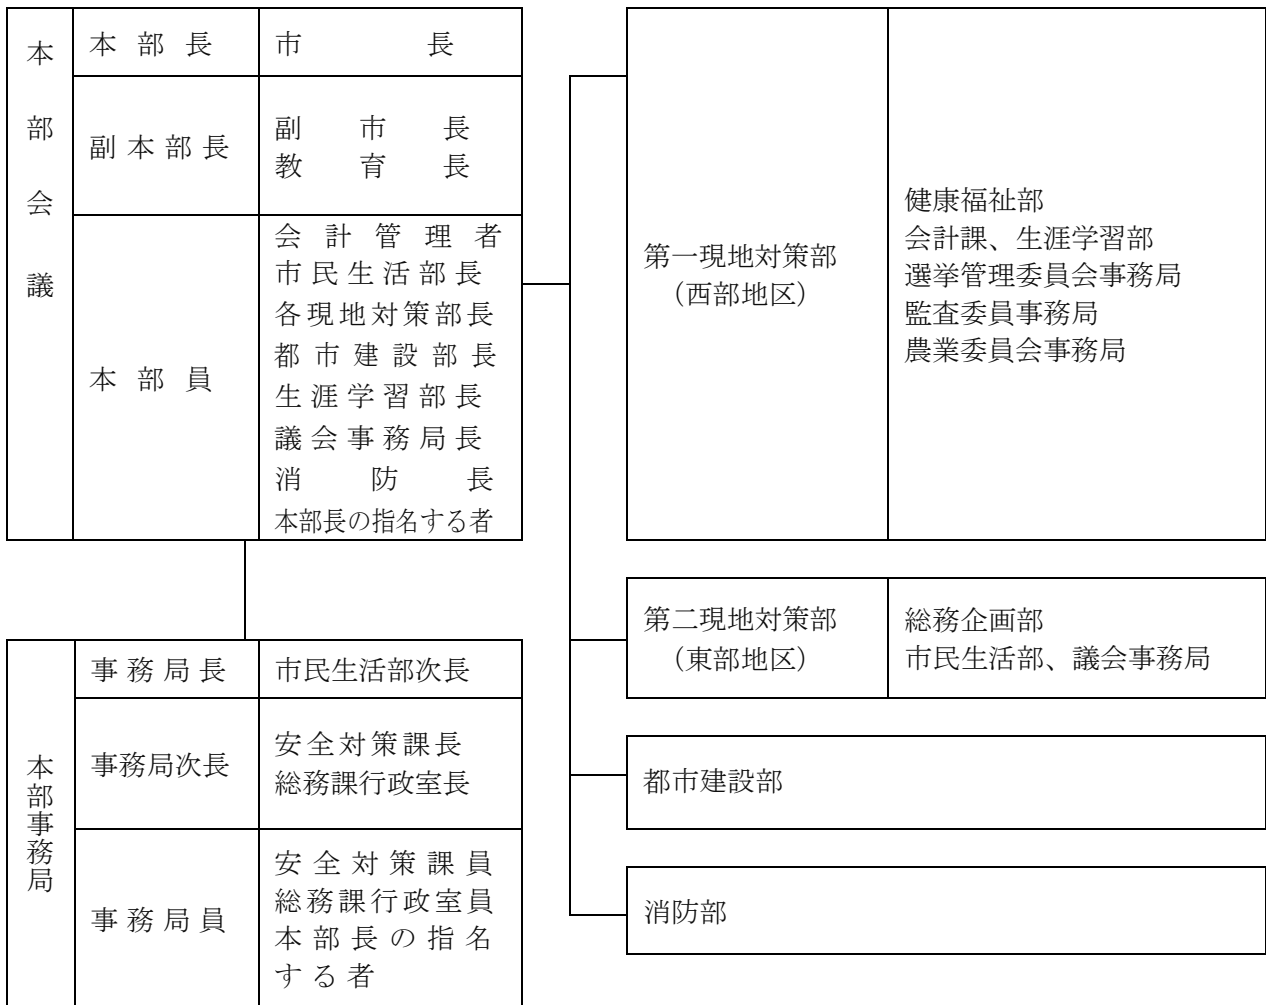 本部会議
本部長
市長
副本部長
副市長
教育長
本部員
会計管理者
市民生活部長
各現地対策部長
都市建設部長
生涯学習部長
議会事務局長
消防長
本部長の指名する者
本部事務局
事務局長
市民生活部次長
事務局次長
安全対策課長
総務課行政室長
事務局員
安全対策課員
総務課行政室員
本部長の指名
する者
第一現地対策部
(西部地区)
健康福祉部
会計課、生涯学習部
選挙管理委員会事務局
監査委員事務局
農業委員会事務局
第二現地対策部
(東部地区)
総務企画部
市民生活部、議会事務局
都市建設部
消防部